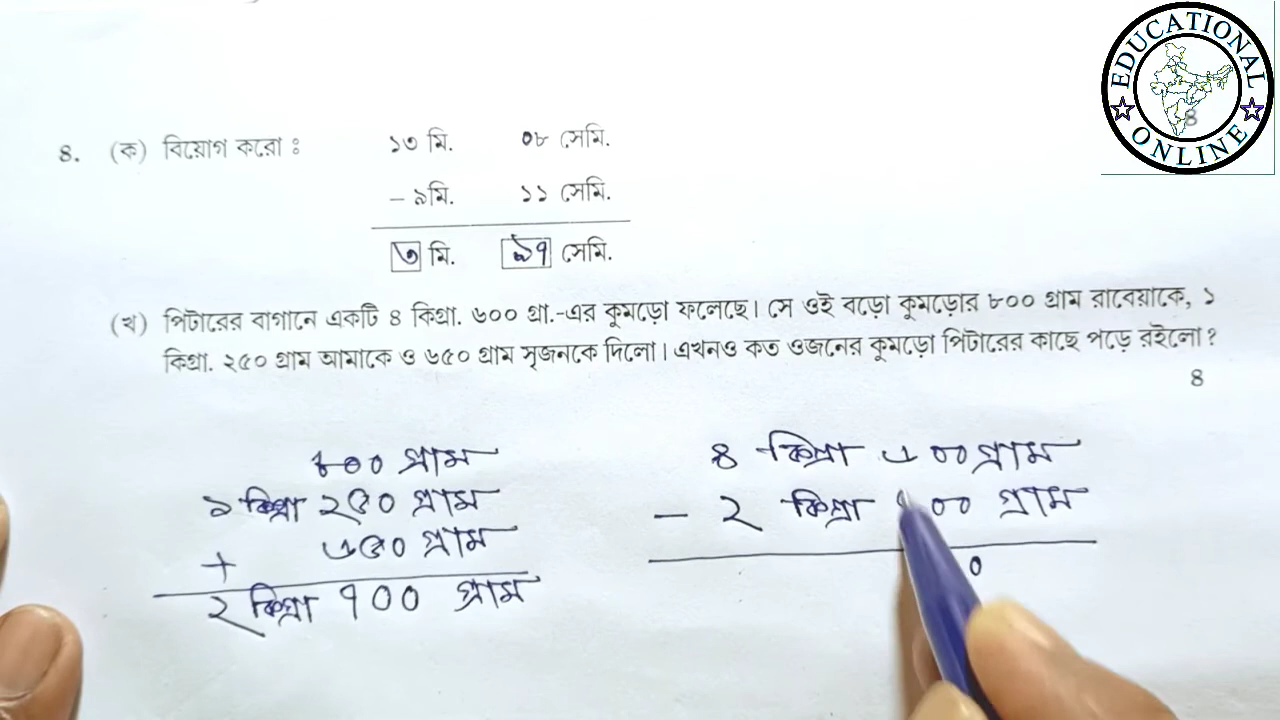 EDUCATIONAL
ONLINE
৪
৪. (ক) বিয়োগ করো : ১৩ মি. ০৮ সেমি.
– ৯মি. ১১ সেমি.
৩ মি. ৯৭ সেমি.
(খ) পিটারের বাগানে একটি ৪ কিগ্রা. ৬০০ গ্রা.-এর কুমড়ো ফলেছে। সে ওই বড়ো কুমড়োর ৮০০ গ্রাম রাবেয়াকে, ১
কিগ্রা. ২৫০ গ্রাম আমাকে ও ৬৫০ গ্রাম সৃজনকে দিলো। এখনও কত ওজনের কুমড়ো পিটারের কাছে পড়ে রইলো?
৪
৮০০ গ্রাম
১ কিগ্রা ২৫০ গ্রাম
+ ৬৫০ গ্রাম
২ কিগ্রা ৭০০ গ্রাম
৪ কিগ্রা ৬০০ গ্রাম
– ২ কিগ্রা ৭০০ গ্রাম
০